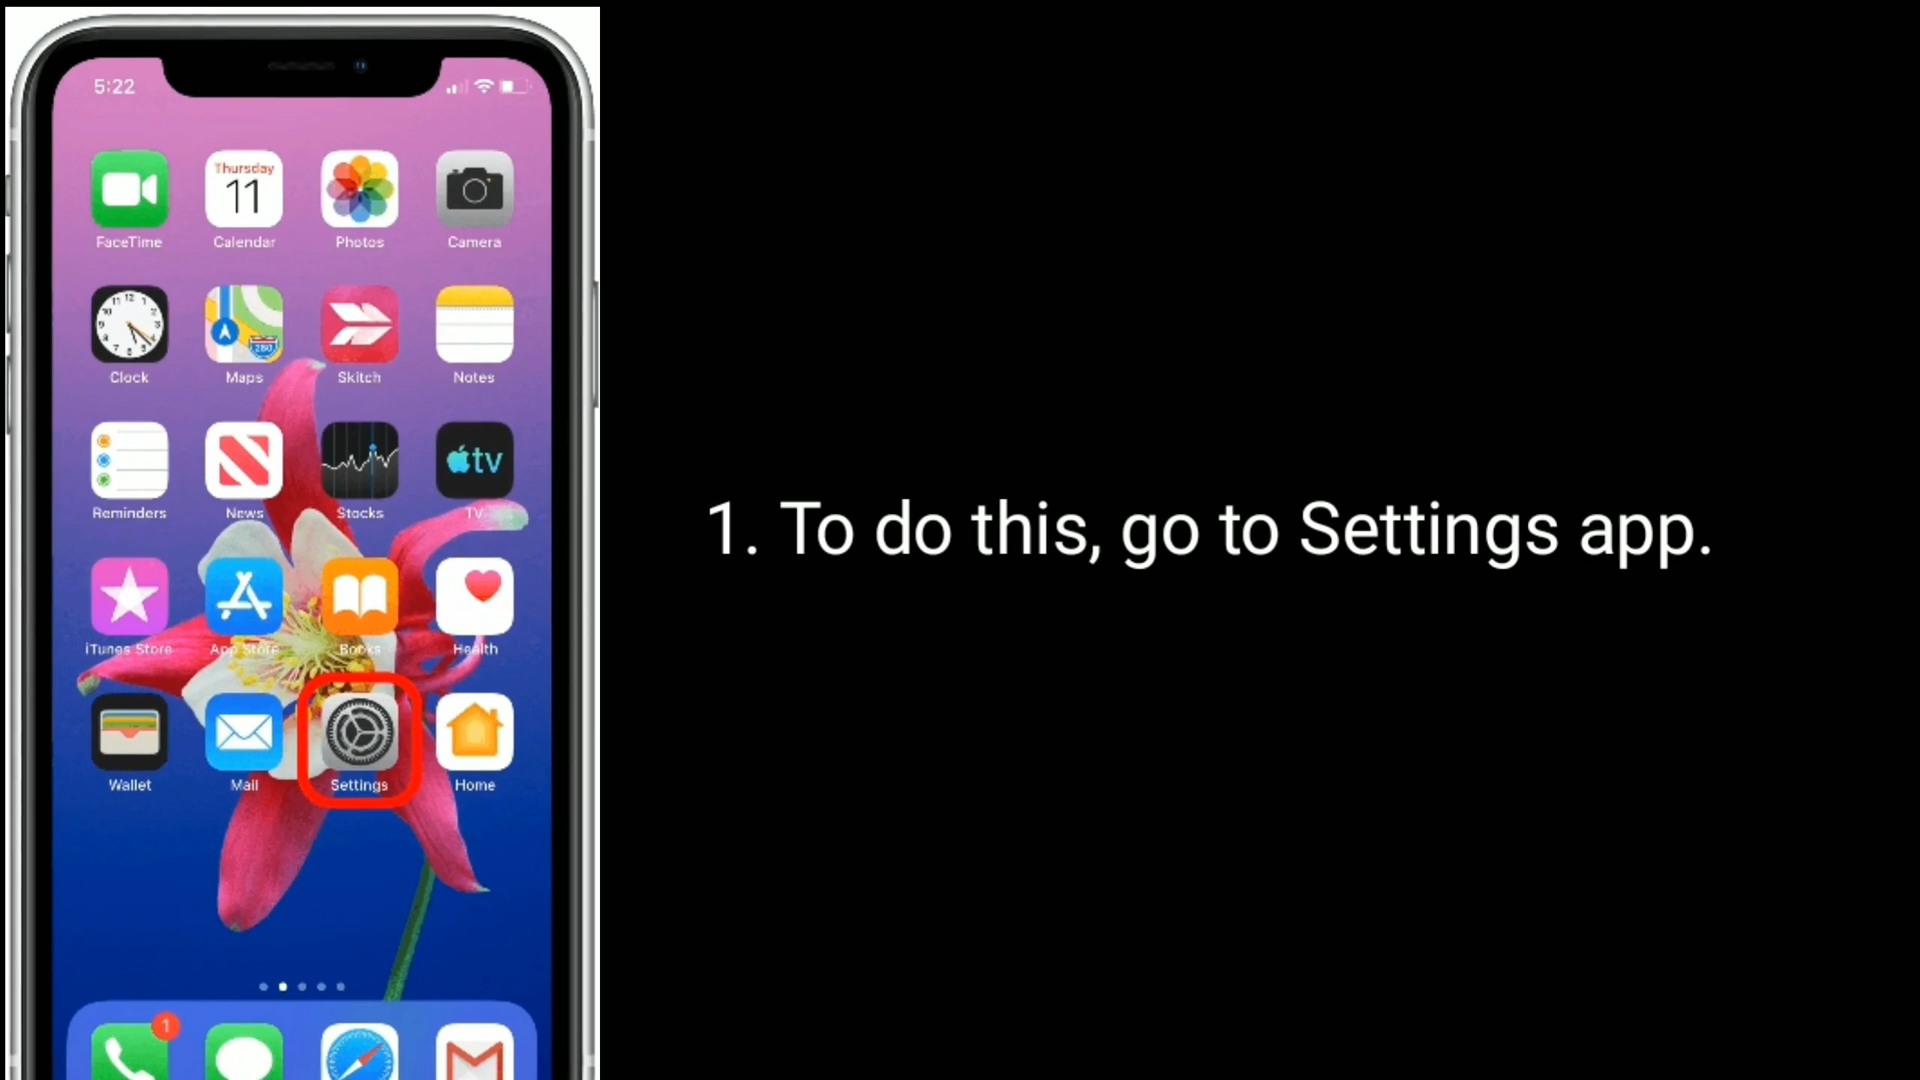 5:22
Thursday
11
FaceTime Calendar Photos Camera
280
Clock Maps Skitch Notes
tv
Reminders News Stocks TV
iTunes Store App Store Books Health
Wallet Mail Settings Home
1
1. To do this, go to Settings app.